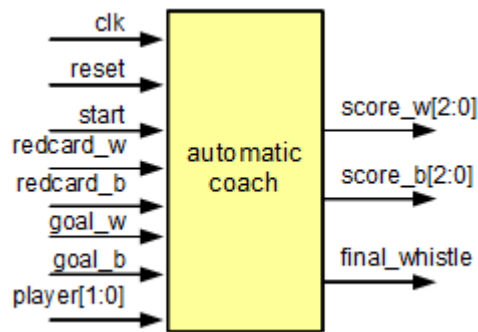 clk
reset
start
redcard_w
redcard_b
goal_w
goal_b
player[1:0]
automatic
coach
score_w[2:0]
score_b[2:0]
final_whistle